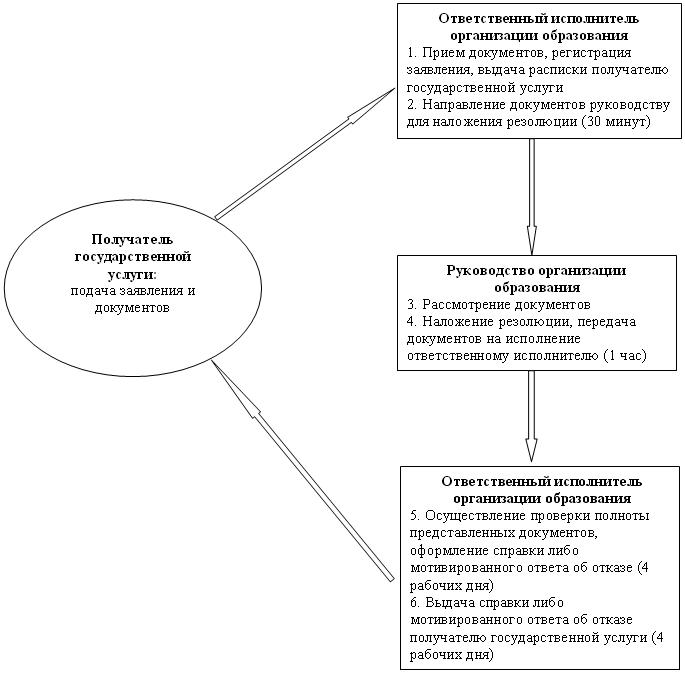 Получатель
государственной
услуги:
подача заявления и
документов
Ответственный исполнитель
организации образования
1. Прием документов, регистрация
заявления, выдача расписки получателю
государственной услуги
2. Направление документов руководству
для наложения резолюции (30 минут)
Руководство организации
образования
3. Рассмотрение документов
4. Наложение резолюции, передача
документов на исполнение
ответственному исполнителю (1 час)
Ответственный исполнитель
организации образования
5. Осуществление проверки полноты
представленных документов,
оформление справки либо
мотивированного ответа об отказе (4
рабочих дня)
6. Выдача справки либо
мотивированного ответа об отказе
получателю государственной услуги (4
рабочих дня)